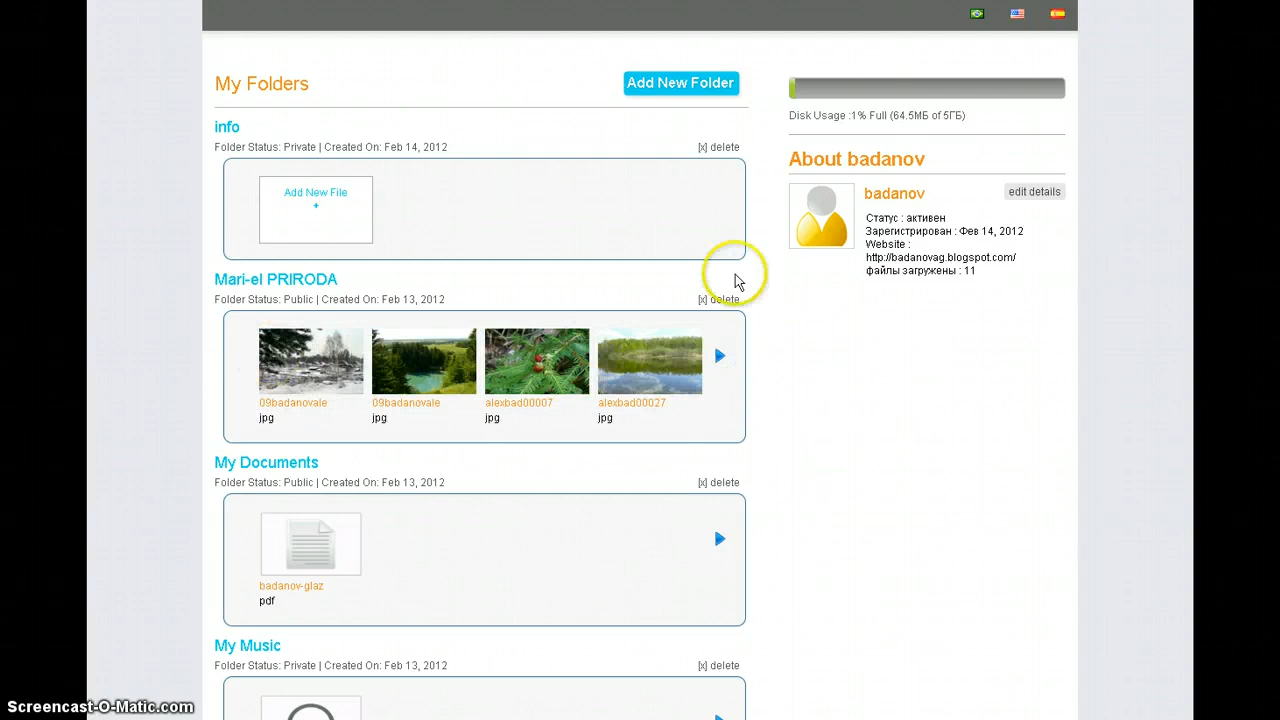 My Folders
Add New Folder
info
Folder Status: Private | Created On: Feb 14, 2012
[x] delete
Add New File
+
Mari-el PRIRODA
Folder Status: Public | Created On: Feb 13, 2012
[x] delete
09badanovale
jpg
09badanovale
jpg
alexbad00007
jpg
alexbad00027
jpg
My Documents
Folder Status: Public | Created On: Feb 13, 2012
[x] delete
badanov-glaz
pdf
My Music
Folder Status: Private | Created On: Feb 13, 2012
[x] delete
Disk Usage :1% Full (64.5МБ of 5ГБ)
About badanov
badanov
edit details
Статус : активен
Зарегистрирован : Фев 14, 2012
Website :
http://badanovag.blogspot.com/
файлы загружены : 11
Screencast-O-Matic.com